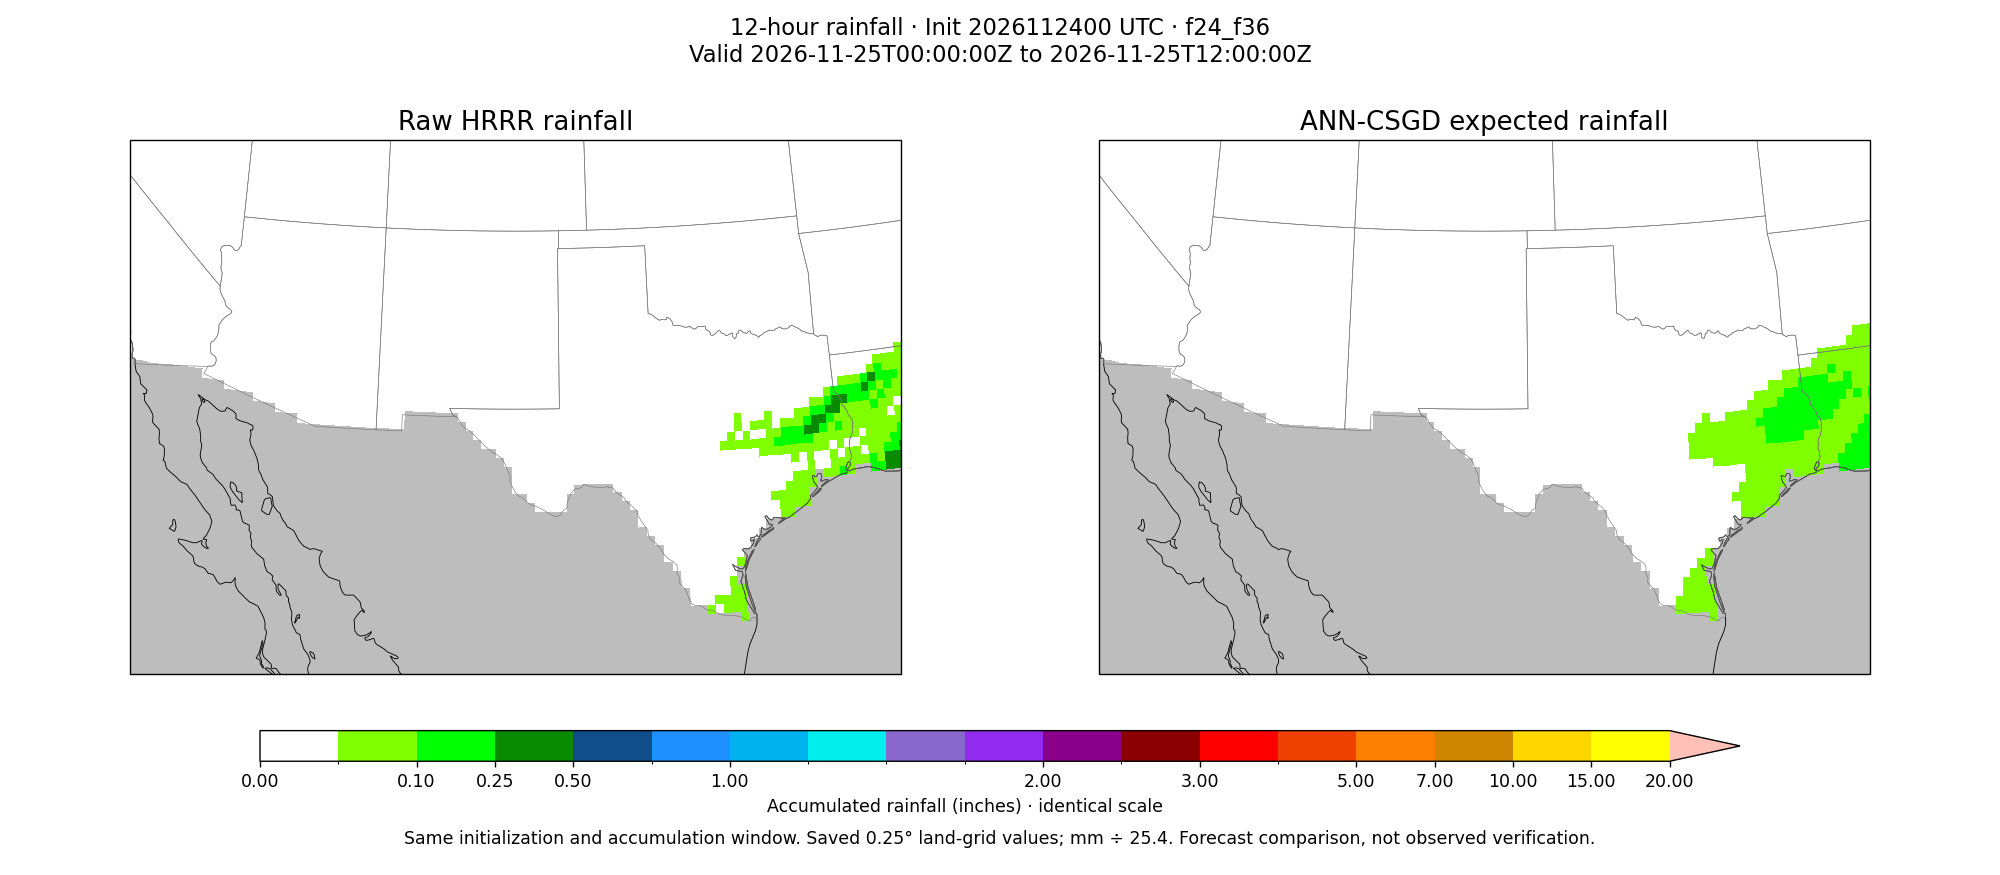 12-hour rainfall · Init 2026112400 UTC · f24_f36
Valid 2026-11-25T00:00:00Z to 2026-11-25T12:00:00Z
Raw HRRR rainfall
ANN-CSGD expected rainfall
0.00 0.10 0.25 0.50 1.00 2.00 3.00 5.00 7.00 10.00 15.00 20.00
Accumulated rainfall (inches) · identical scale
Same initialization and accumulation window. Saved 0.25° land-grid values; mm ÷ 25.4. Forecast comparison, not observed verification.